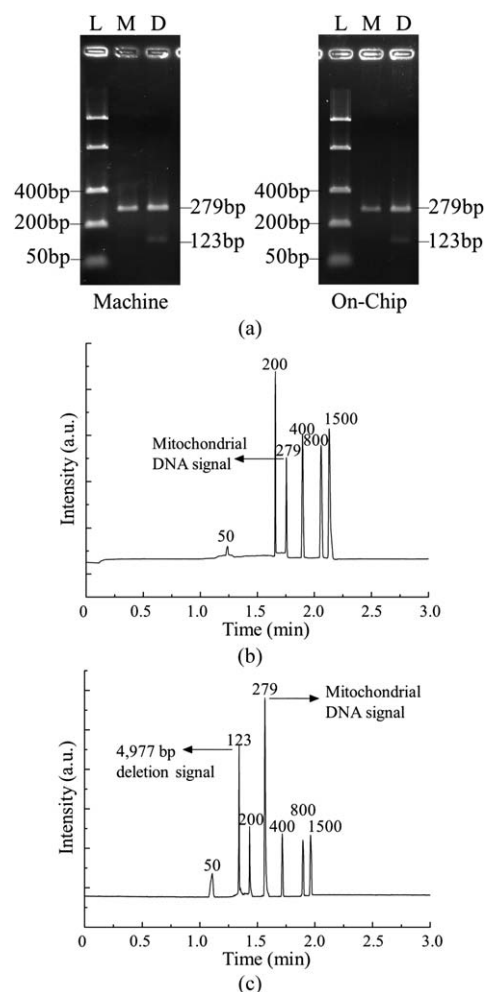 L M D
L M D
400bp
279bp
200bp
123bp
50bp
Machine
400bp
279bp
200bp
123bp
50bp
On-Chip
(a)
200
1500
400
800
Mitochondrial
DNA signal
279
50
Intensity (a.u.)
0 0.5 1.0 1.5 2.0 2.5 3.0
Time (min)
(b)
279
Mitochondrial
DNA signal
4,977 bp
deletion signal
123
200
400
800
1500
50
Intensity (a.u.)
0 0.5 1.0 1.5 2.0 2.5 3.0
Time (min)
(c)